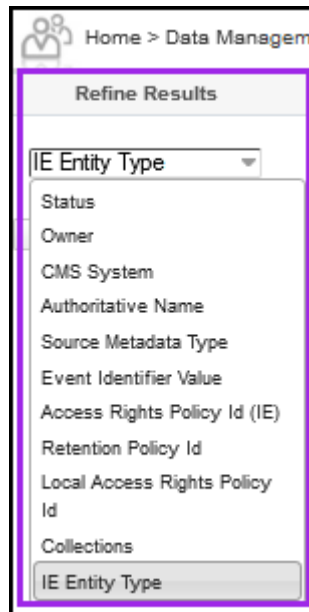 Home > Data Managem
Refine Results
IE Entity Type
Status
Owner
CMS System
Authoritative Name
Source Metadata Type
Event Identifier Value
Access Rights Policy Id (IE)
Retention Policy Id
Local Access Rights Policy
Id
Collections
IE Entity Type